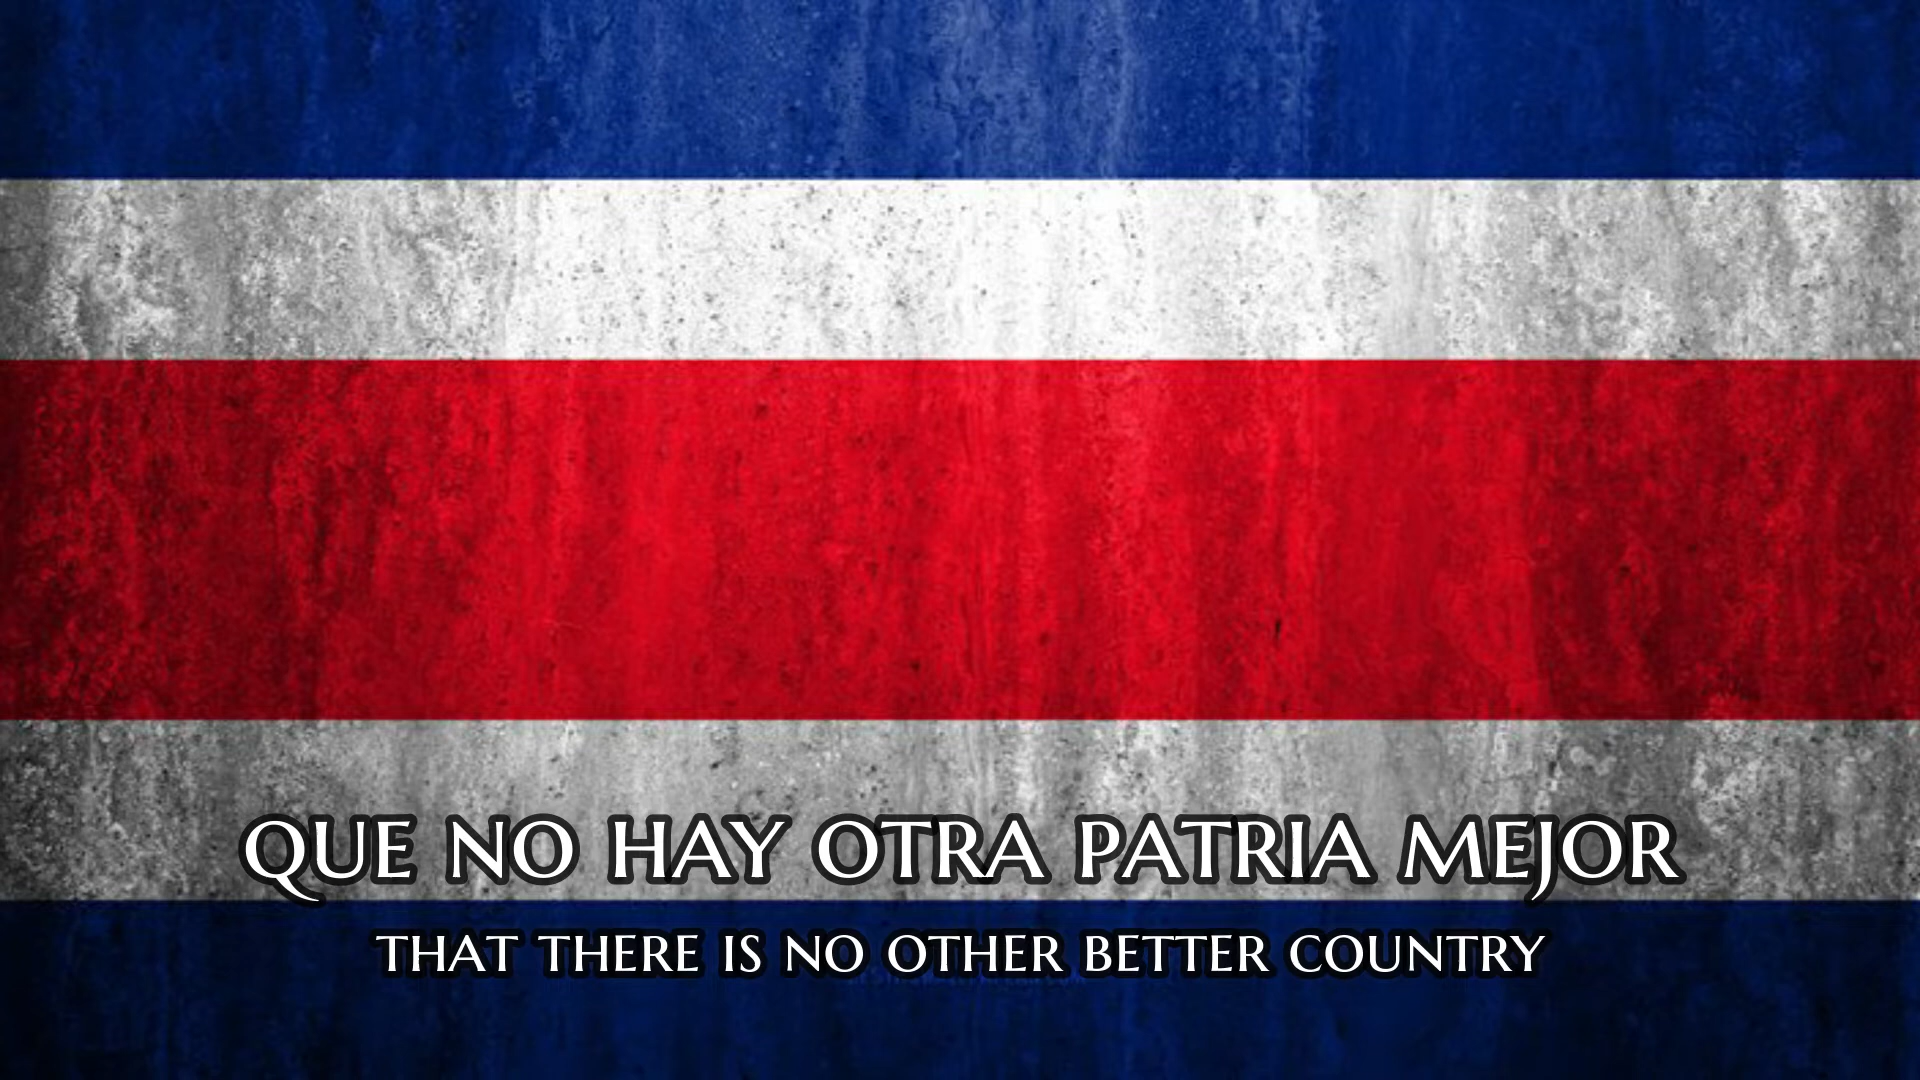 QUE NO HAY OTRA PATRIA MEJOR
THAT THERE IS NO OTHER BETTER COUNTRY